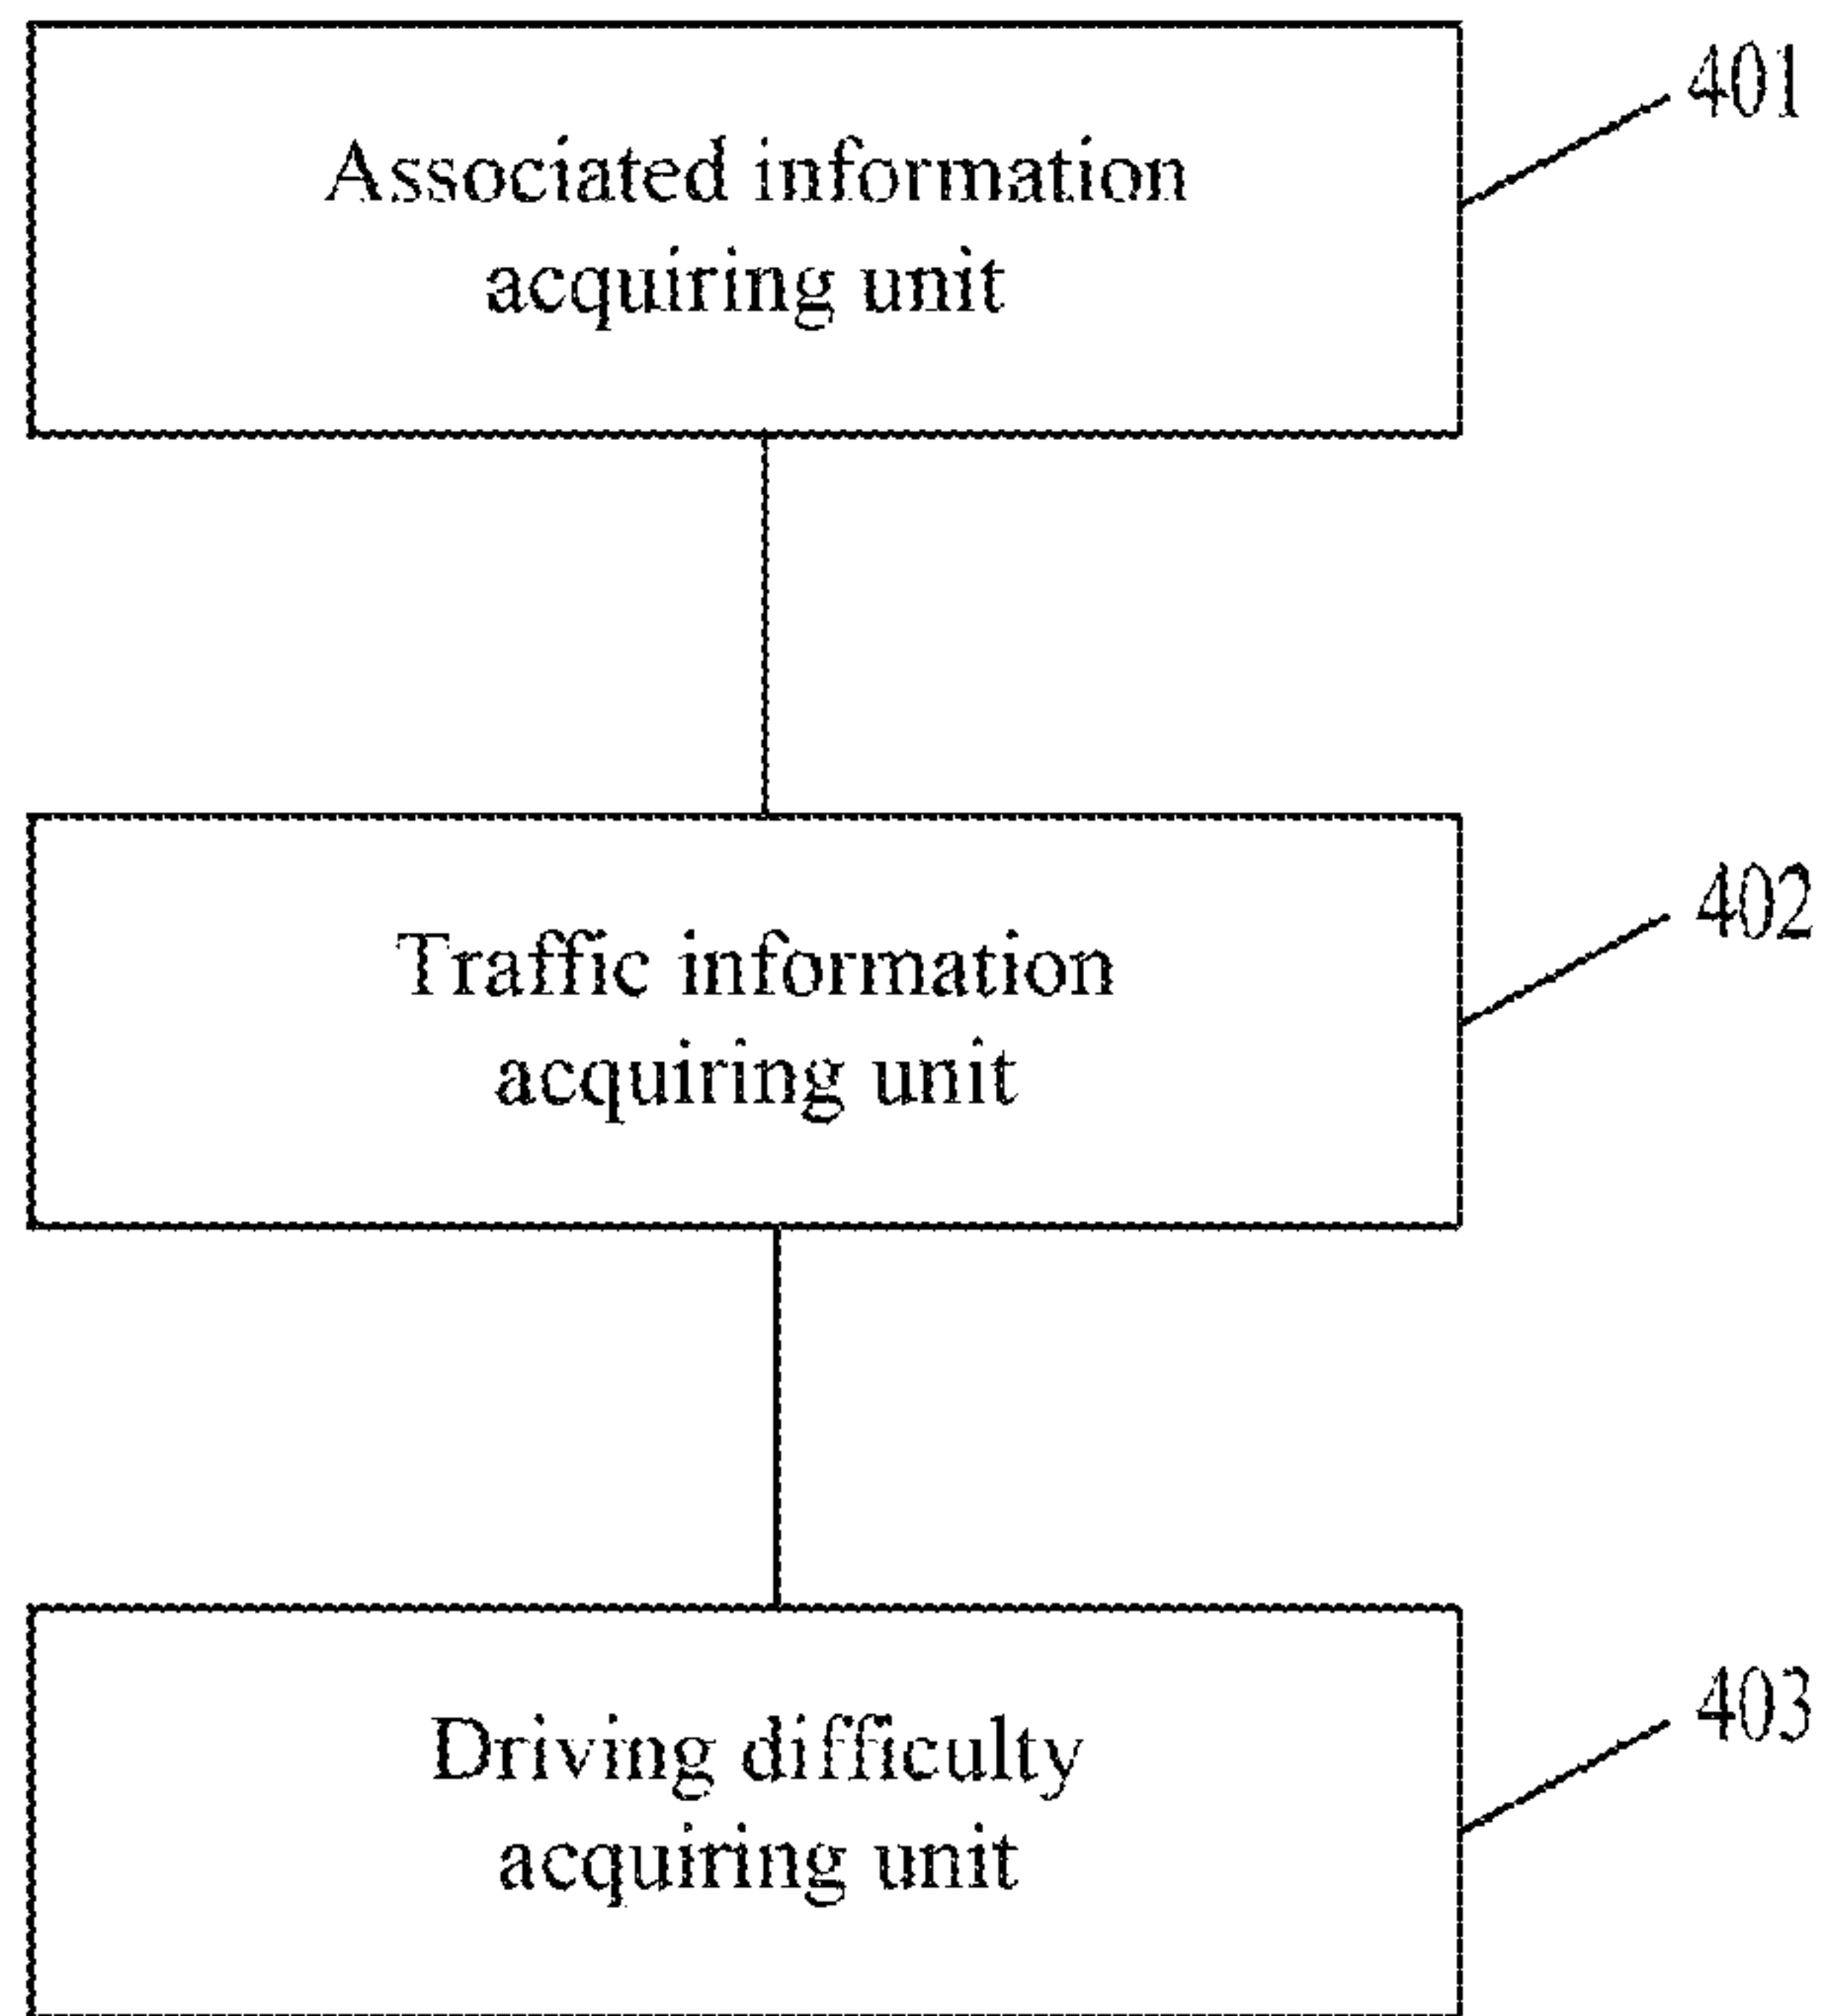 401
Associated information
acquiring unit
402
Traffic information
acquiring unit
403
Driving difficulty
acquiring unit